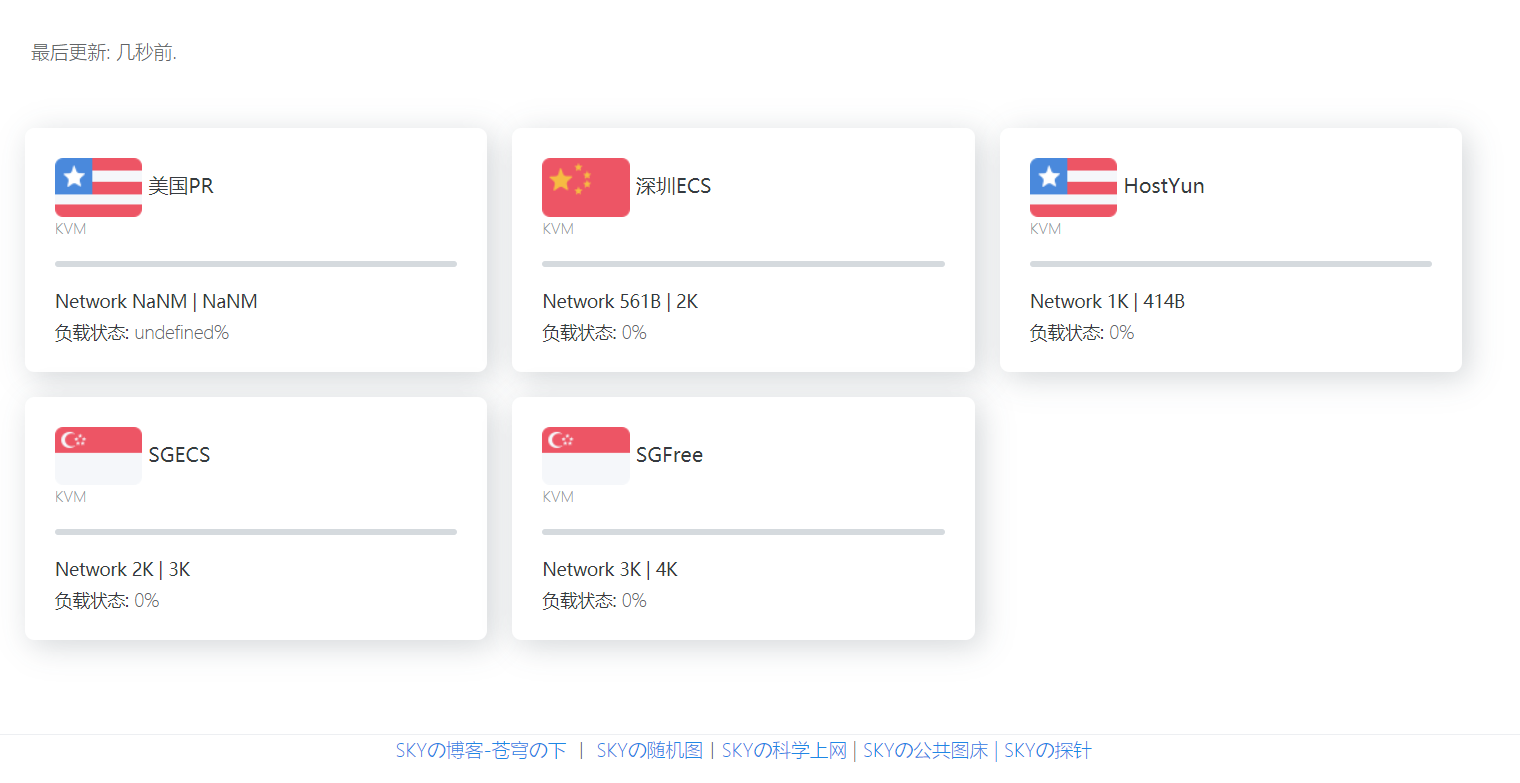 最后更新: 几秒前.
美国PR
KVM
Network NaNM | NaNM
负载状态: undefined%
深圳ECS
KVM
Network 561B | 2K
负载状态: 0%
HostYun
KVM
Network 1K | 414B
负载状态: 0%
SGECS
KVM
Network 2K | 3K
负载状态: 0%
SGFree
KVM
Network 3K | 4K
负载状态: 0%
SKYの博客-苍穹の下 | SKYの随机图 | SKYの科学上网 | SKYの公共图床 | SKYの探针